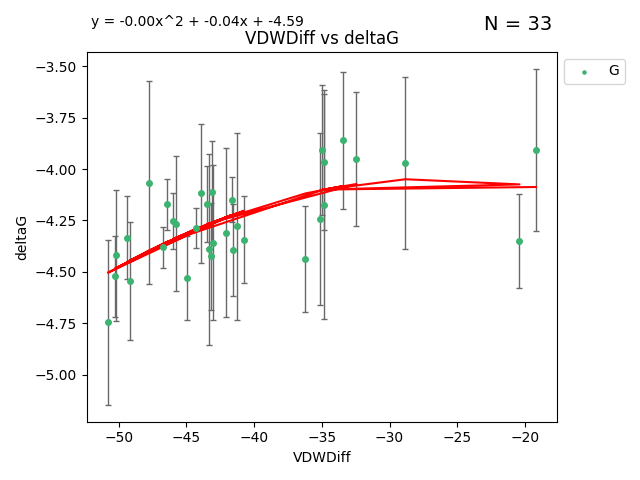 y = -0.00x^2 + -0.04x + -4.59
N = 33
VDWDiff vs deltaG
G
−3.50
−3.75
−4.00
−4.25
−4.50
−4.75
−5.00
deltaG
−50 −45 −40 −35 −30 −25 −20
VDWDiff